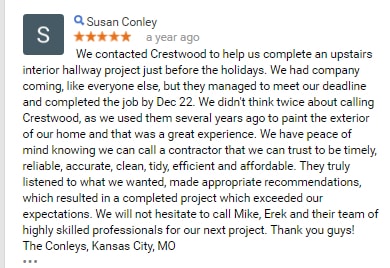 S
Susan Conley
★★★★★ a year ago
We contacted Crestwood to help us complete an upstairs
interior hallway project just before the holidays. We had company
coming, like everyone else, but they managed to meet our deadline
and completed the job by Dec 22. We didn't think twice about calling
Crestwood, as we used them several years ago to paint the exterior
of our home and that was a great experience. We have peace of
mind knowing we can call a contractor that we can trust to be timely,
reliable, accurate, clean, tidy, efficient and affordable. They truly
listened to what we wanted, made appropriate recommendations,
which resulted in a completed project which exceeded our
expectations. We will not hesitate to call Mike, Erek and their team of
highly skilled professionals for our next project. Thank you guys!
The Conleys, Kansas City, MO